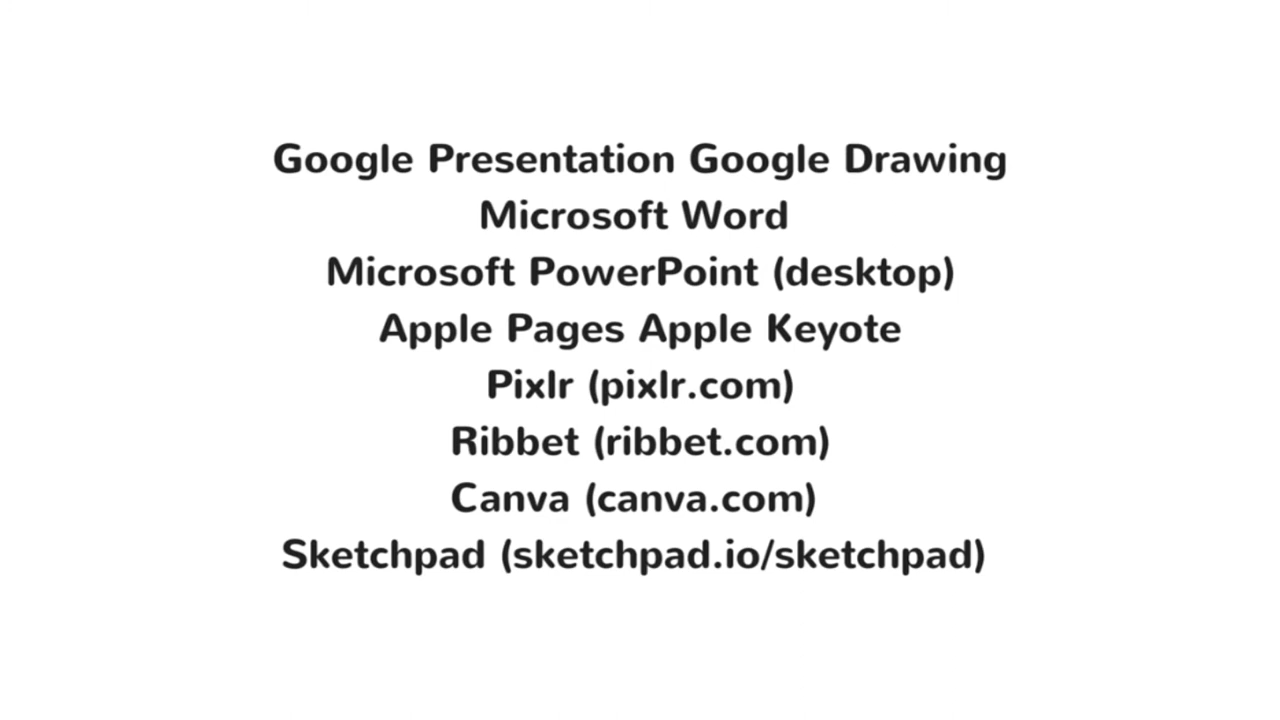 Google Presentation Google Drawing
Microsoft Word
Microsoft PowerPoint (desktop)
Apple Pages Apple Keyote
Pixlr (pixlr.com)
Ribbet (ribbet.com)
Canva (canva.com)
Sketchpad (sketchpad.io/sketchpad)